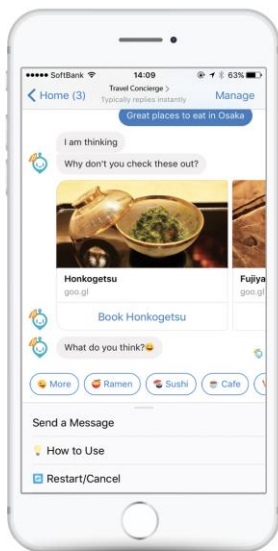 SoftBank 14:09 63%
Home (3) Travel Concierge > Manage
Typically replies instantly
Great places to eat in Osaka
I am thinking
Why don't you check these out?
Honkogetsu
goo.gl
Fujiya
goo.gl
Book Honkogetsu
What do you think?😄
More Ramen Sushi Cafe
Send a Message
How to Use
Restart/Cancel